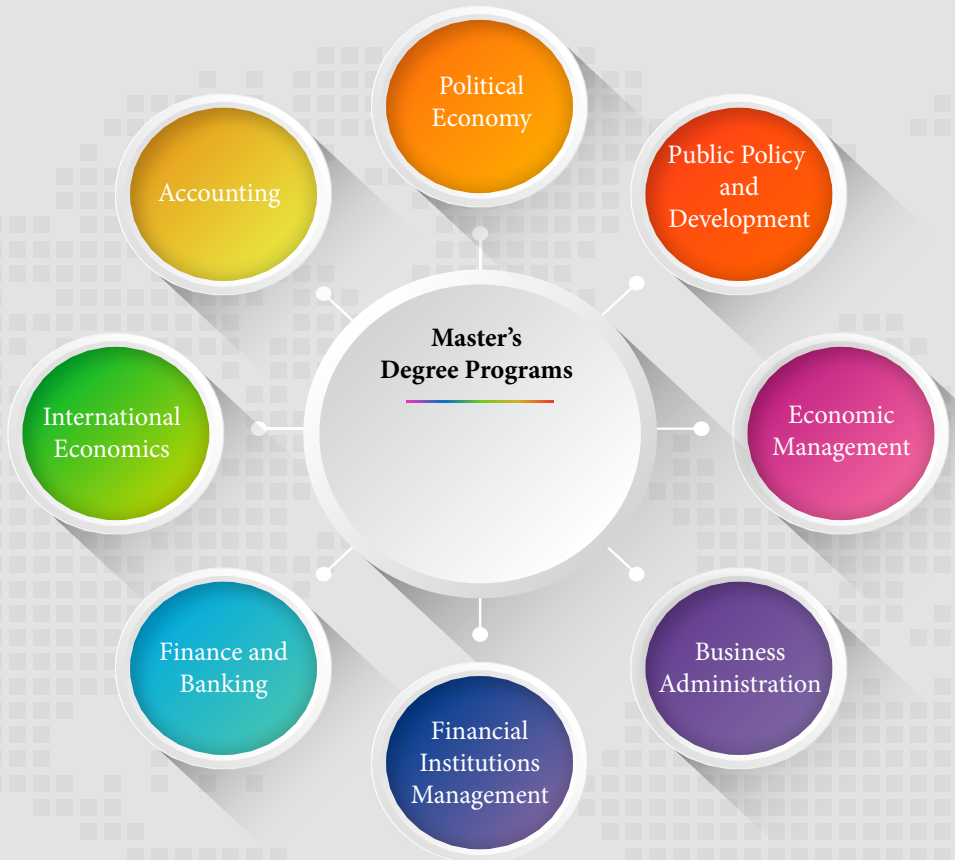 Political
Economy
Public Policy
and
Development
Accounting
Master’s
Degree Programs
International
Economics
Economic
Management
Finance and
Banking
Business
Administration
Financial
Institutions
Management